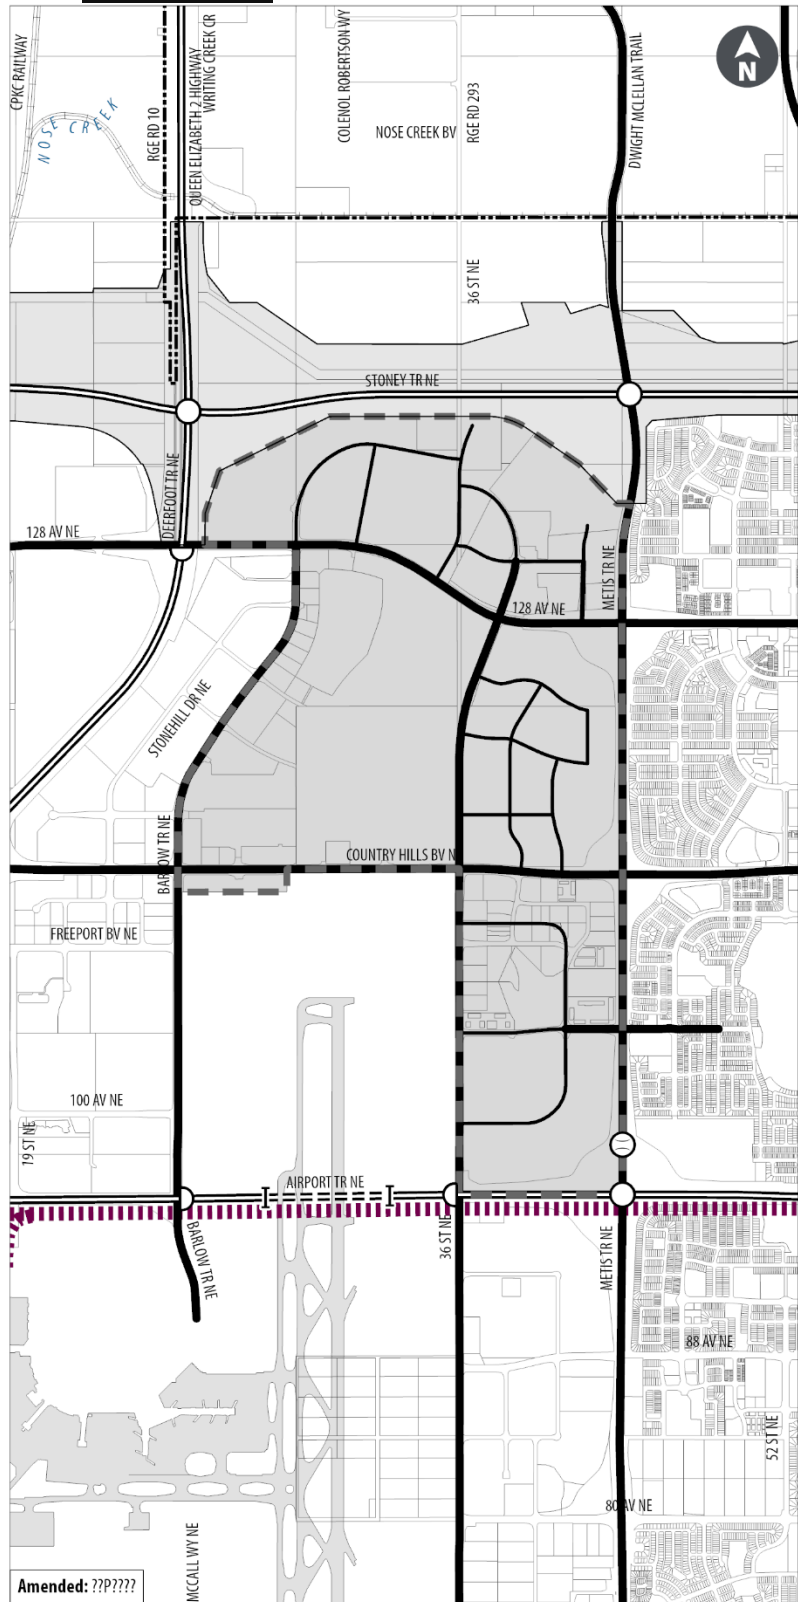 N
CPKC RAILWAY
NOSE CREEK
RGE RD 10
QUEEN ELIZABETH 2 HIGHWAY
WRITING CREEK CR
COLENOL ROBERTSON WY
NOSE CREEK BV
RGE RD 293
DWIGHT MCLELLAN TRAIL
36 ST NE
STONEY TR NE
DEERFOOT TR NE
128 AV NE
METIS TR NE
128 AV NE
STONEHILL DR NE
BARLOW TR NE
COUNTRY HILLS BV N
FREEPORT BV NE
100 AV NE
19 ST NE
AIRPORT TR NE
BARLOW TR NE
36 ST NE
METIS TR NE
88 AV NE
52 ST NE
80 AV NE
MCCALL WY NE
Amended: ??P????